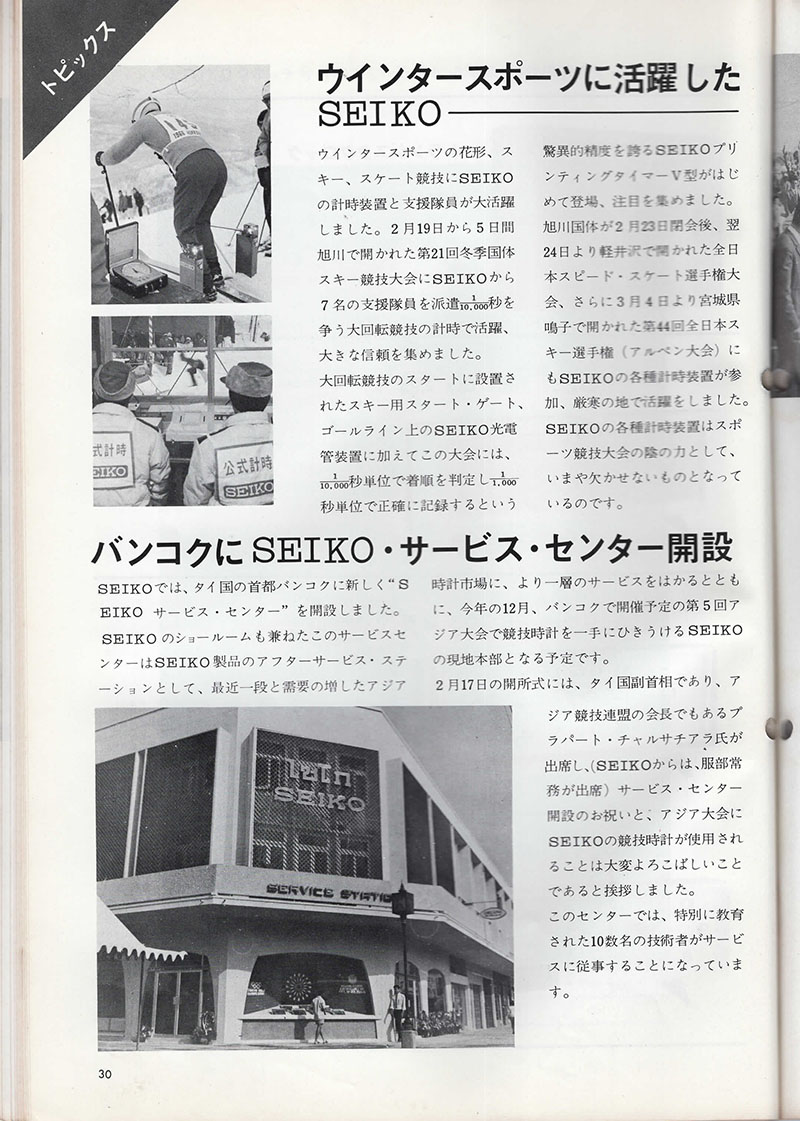 トピックス
ウインタースポーツに活躍した
SEIKO
ウインタースポーツの花形、ス
キー、スケート競技にSEIKO
の計時装置と支援隊員が大活躍
しました。2月19日から5日間
旭川で開かれた第21回冬季国体
スキー競技大会にSEIKOから
7名の支援隊員を派遣1/10,000秒を
争う大回転競技の計時で活躍、
大きな信頼を集めました。
大回転競技のスタートに設置さ
れたスキー用スタート・ゲート、
ゴールライン上のSEIKO光電
管装置に加えてこの大会には、
1/10,000秒単位で着順を判定し1/1,000
秒単位で正確に記録するという
驚異的精度を誇るSEIKOプリ
ンティングタイマーV型がはじ
めて登場、注目を集めました。
旭川国体が2月23日閉会後、翌
24日より軽井沢で開かれた全日
本スピード・スケート選手権大
会、さらに3月4日より宮城県
鳴子で開かれた第44回全日本ス
キー選手権（アルペン大会）に
もSEIKOの各種計時装置が参
加、厳寒の地で活躍をしました。
SEIKOの各種計時装置はスポ
ーツ競技大会の陰の力として、
いまや欠かせないものとなって
いるのです。
公式計時
SEIKO
公式計時
SEIKO
バンコクにSEIKO・サービス・センター開設
SEIKOでは、タイ国の首都バンコクに新しく“S
EIKO サービス・センター”を開設しました。
SEIKOのショールームも兼ねたこのサービスセ
ンターはSEIKO製品のアフターサービス・ステ
ーションとして、最近一段と需要の増したアジア
時計市場に、より一層のサービスをはかるととも
に、今年の12月、バンコクで開催予定の第5回ア
ジア大会で競技時計を一手にひきうけるSEIKO
の現地本部となる予定です。
2月17日の開所式には、タイ国副首相であり、ア
ジア競技連盟の会長でもあるプ
ラパート・チャルサチアラ氏が
出席し、(SEIKOからは、服部常
務が出席）サービス・センター
開設のお祝いと、アジア大会に
SEIKOの競技時計が使用され
ることは大変よろこばしいこと
であると挨拶しました。
このセンターでは、特別に教育
された10数名の技術者がサービ
スに従事することになっていま
す。
ไซโก
SEIKO
SERVICE STATION
30